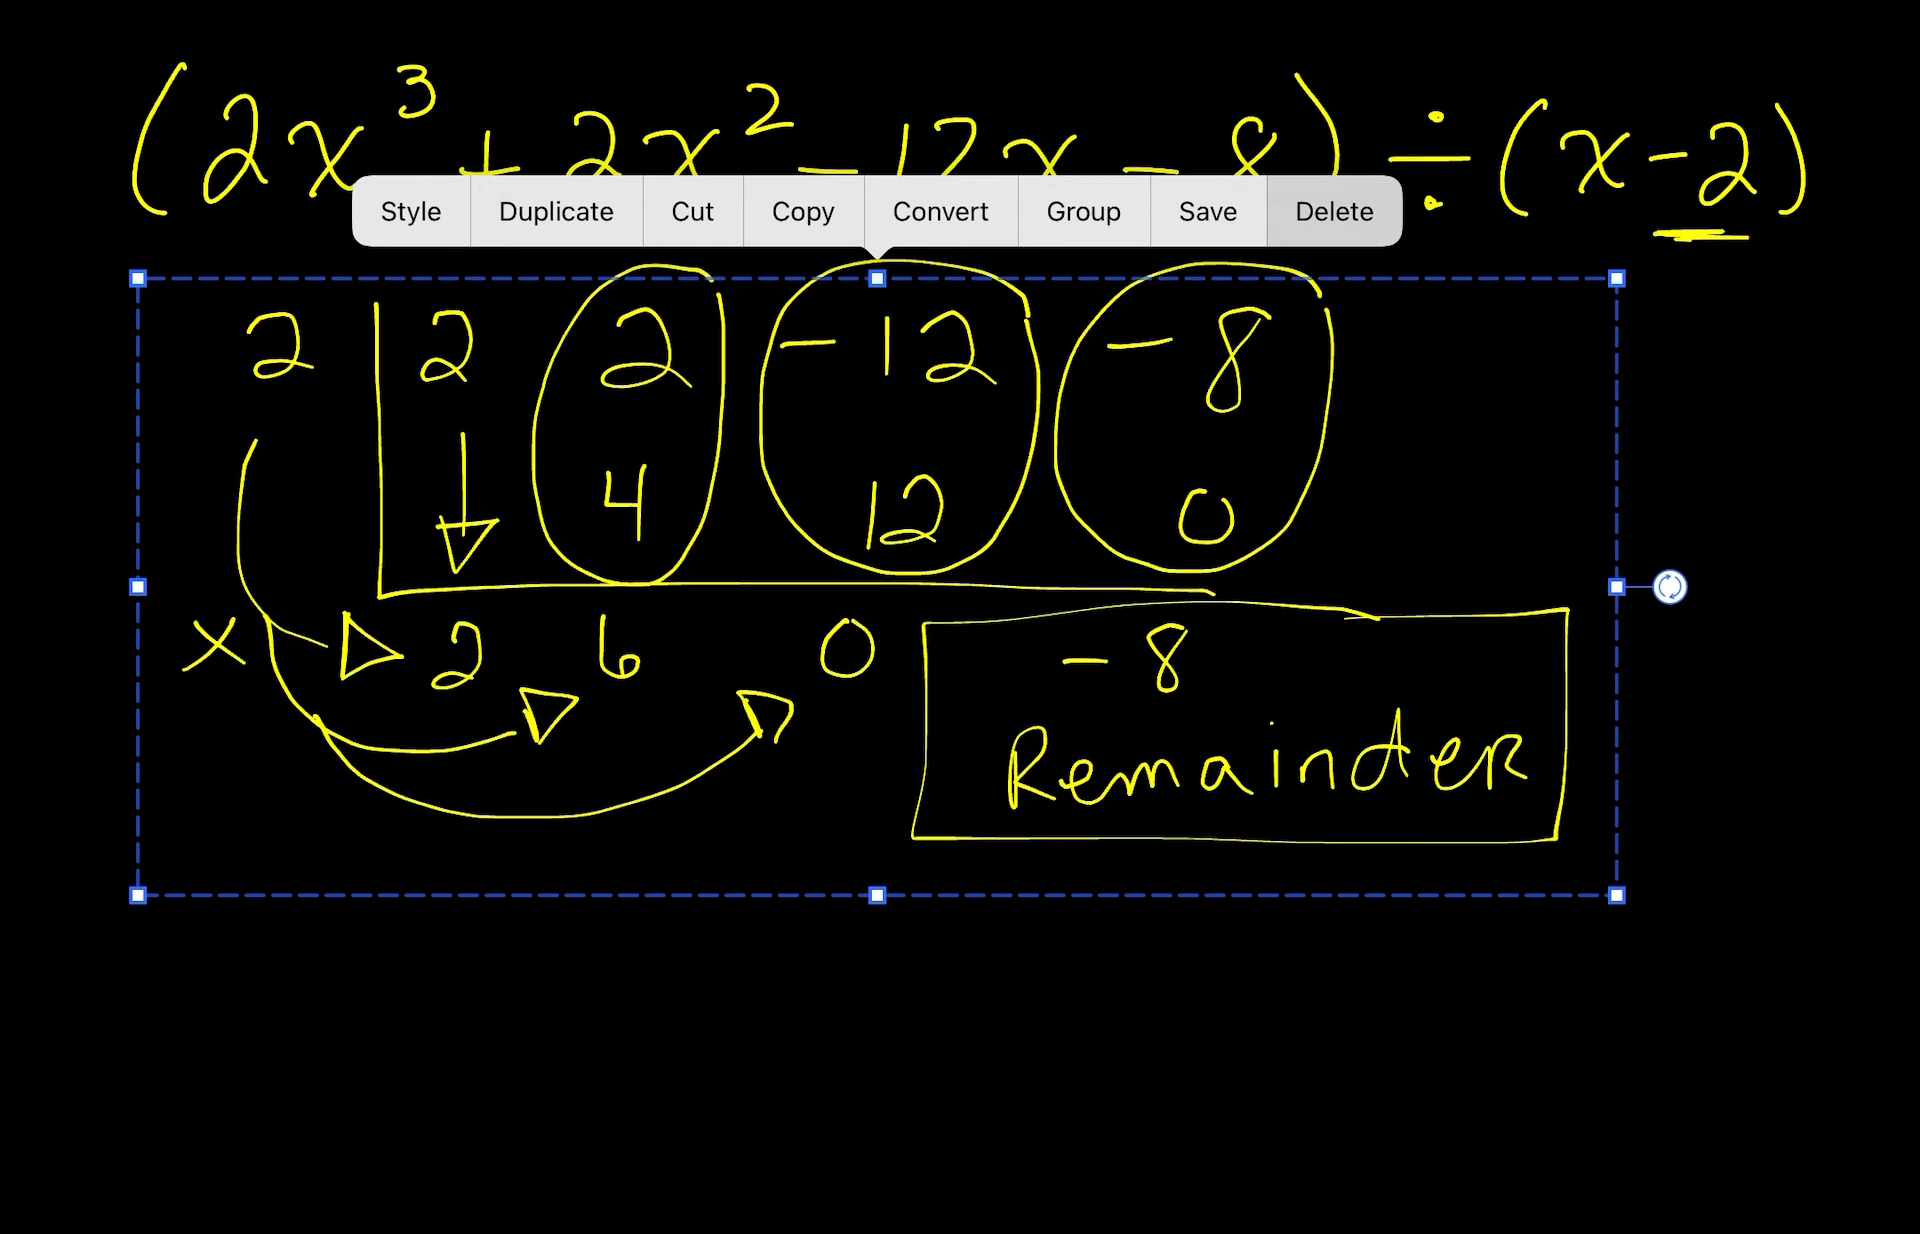 (2x³ + 2x² - 12x - 8) ÷ (x - 2)
Style Duplicate Cut Copy Convert Group Save Delete
2 2 2 -12 -8
4 12 0
x 2 6 0 -8
Remainder